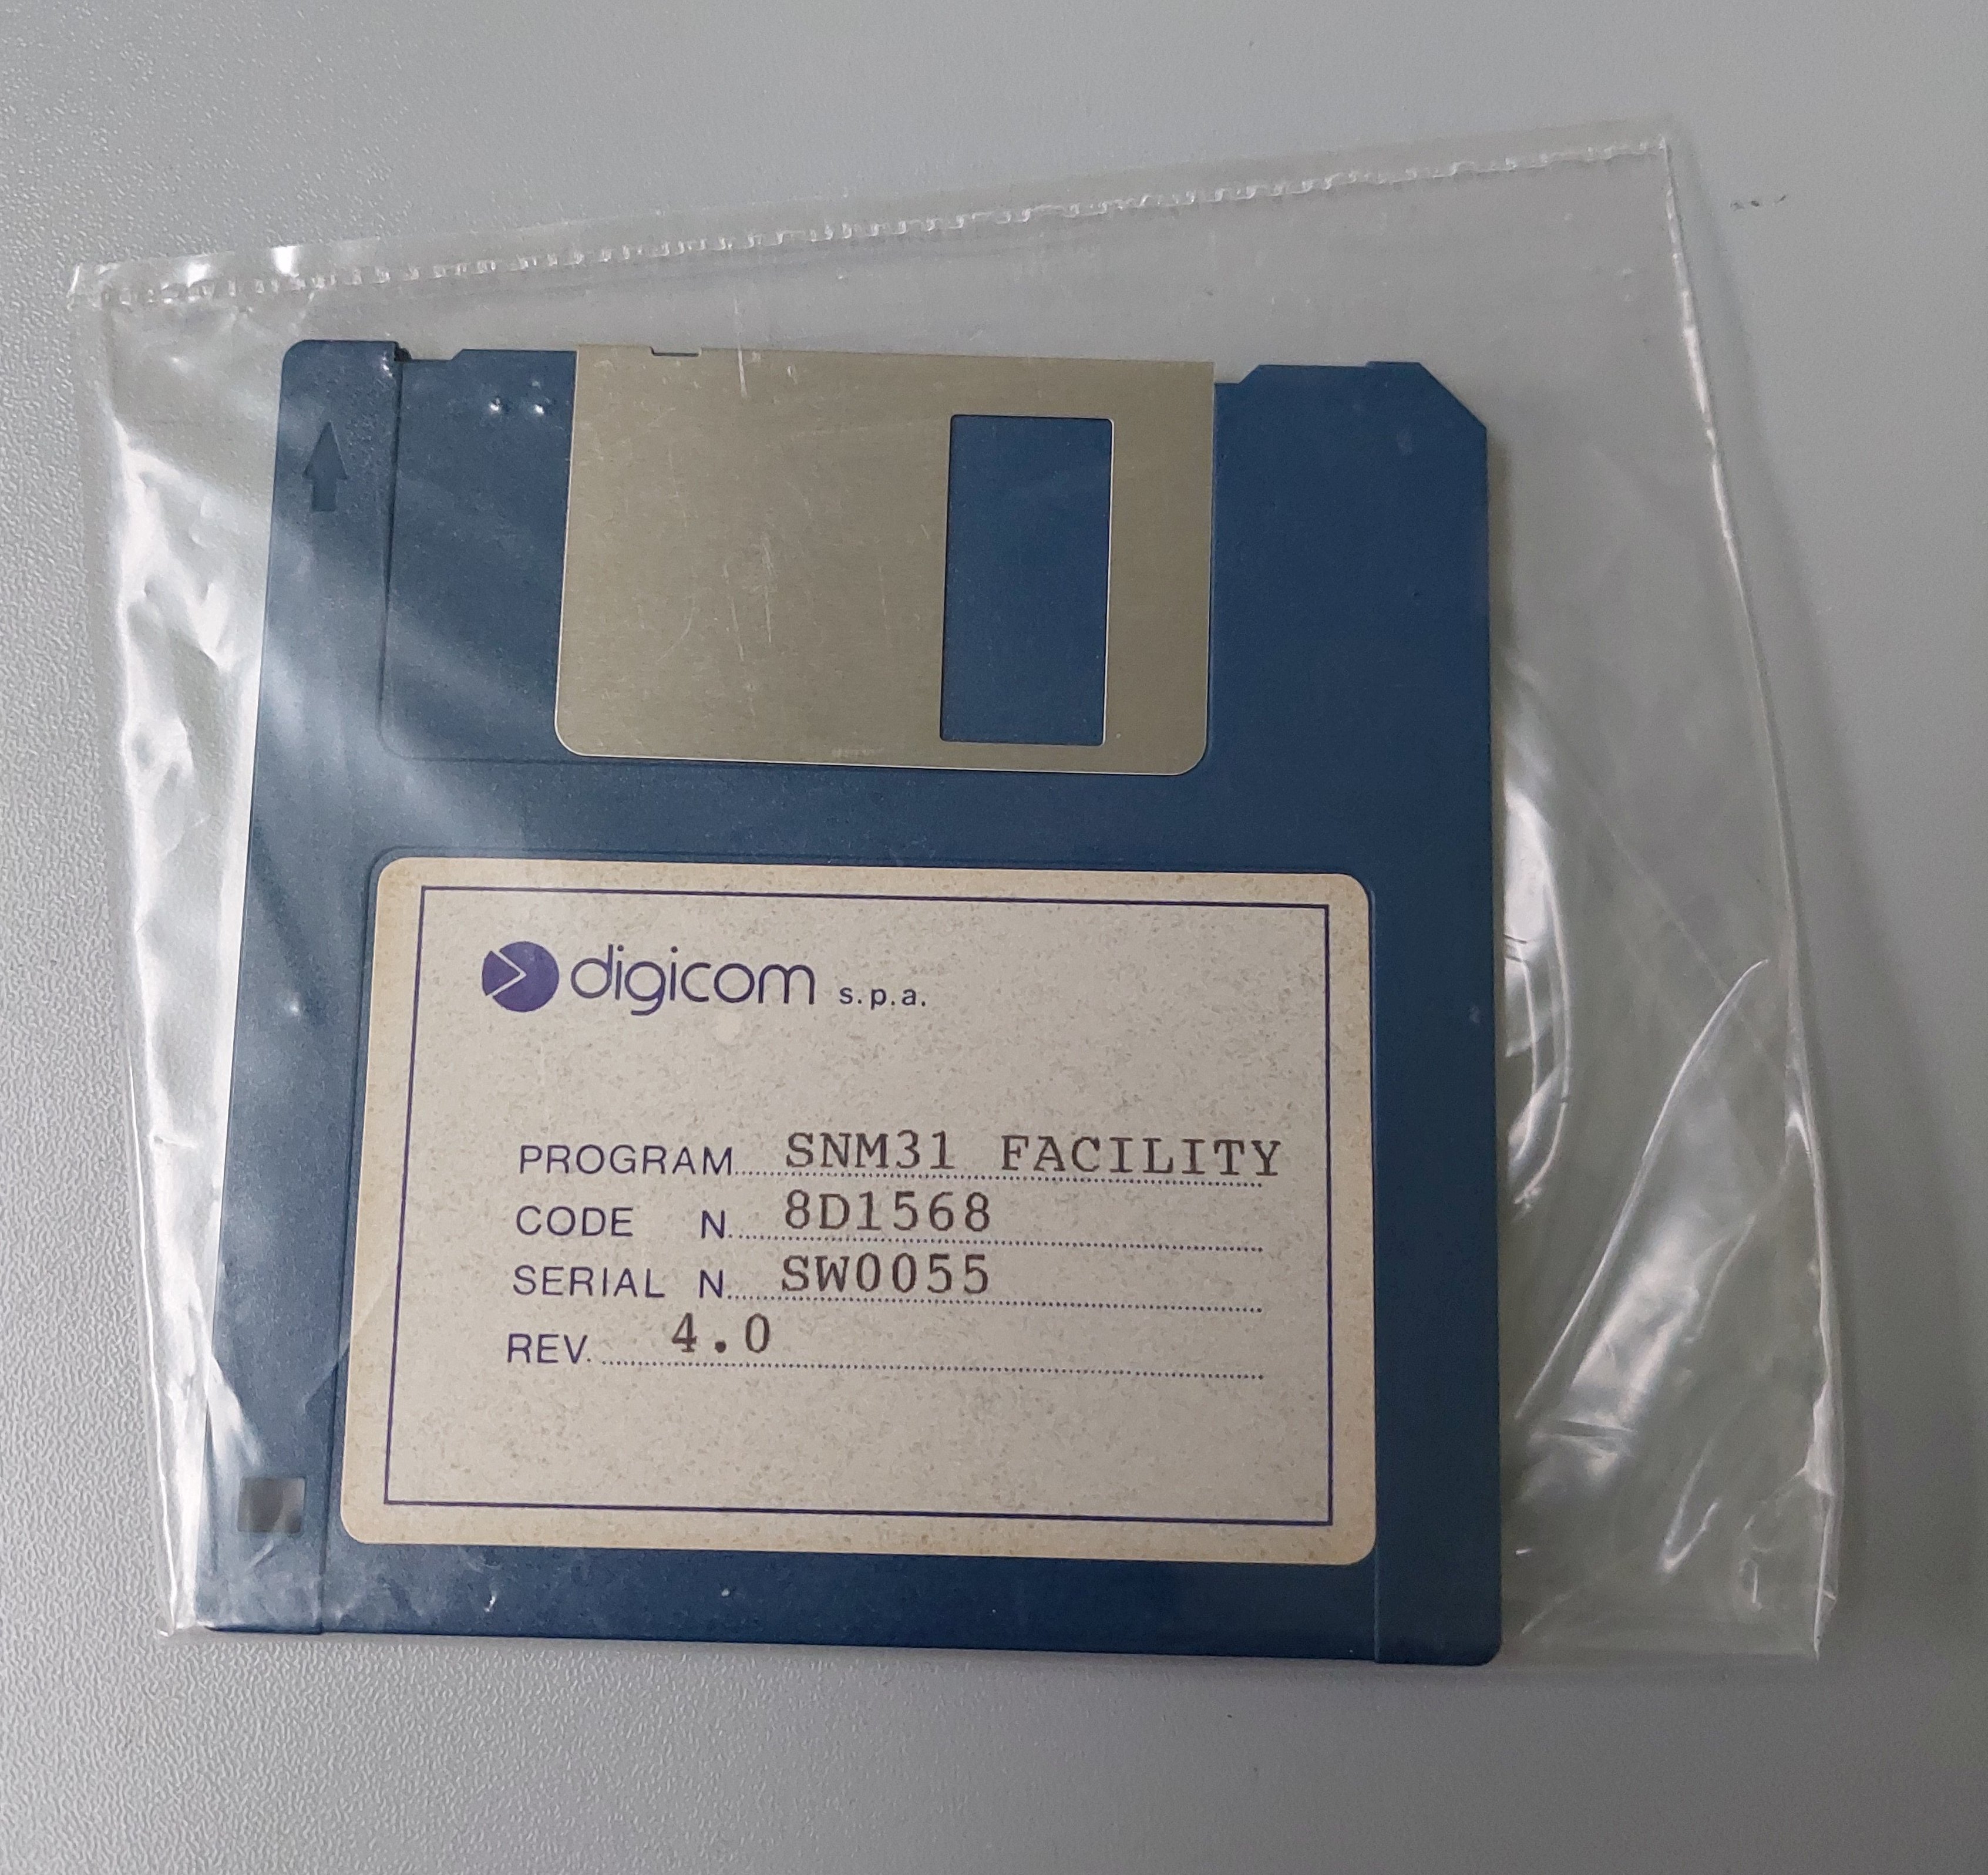 digicom s.p.a.
PROGRAM SNM31 FACILITY
CODE N. 8D1568
SERIAL N. SW0055
REV. 4.0